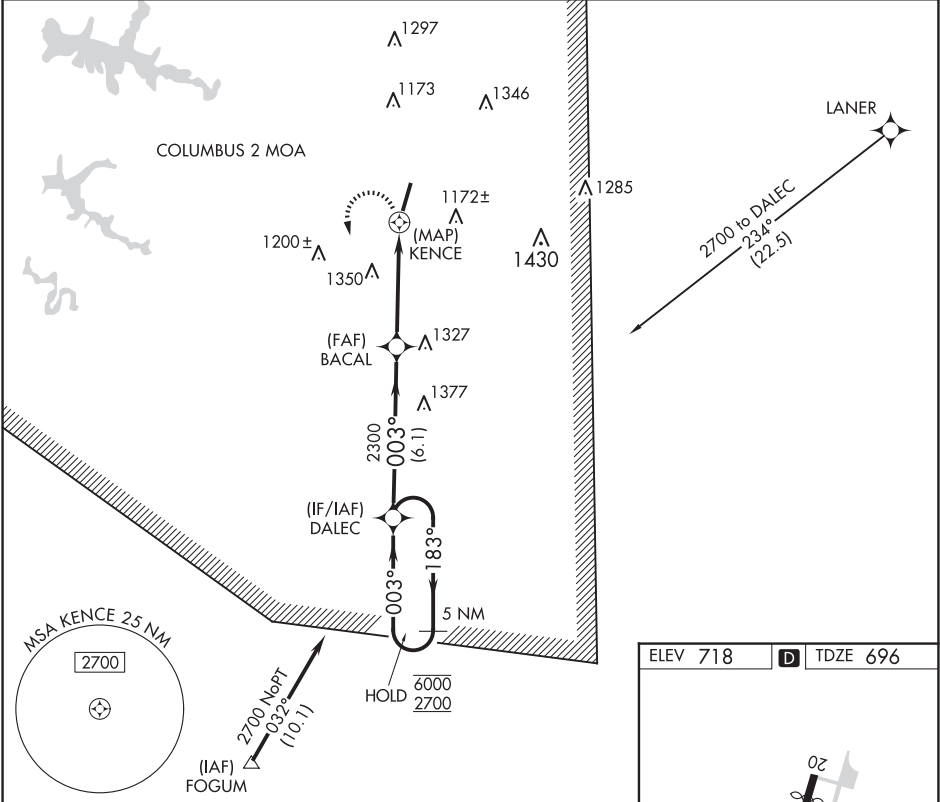 1297
1173
1346
LANER
COLUMBUS 2 MOA
1285
1172±
2700 to DALEC
234°
(22.5)
(MAP)
KENCE
1200±
1430
1350
(FAF)
BACAL
1327
1377
2300
003°
(6.1)
(IF/IAF)
DALEC
003°
183°
5 NM
MSA KENCE 25 NM
2700
HOLD
6000
2700
2700 NoPT
032°
(10.1)
(IAF)
FOGUM
ELEV 718
D
TDZE 696
20